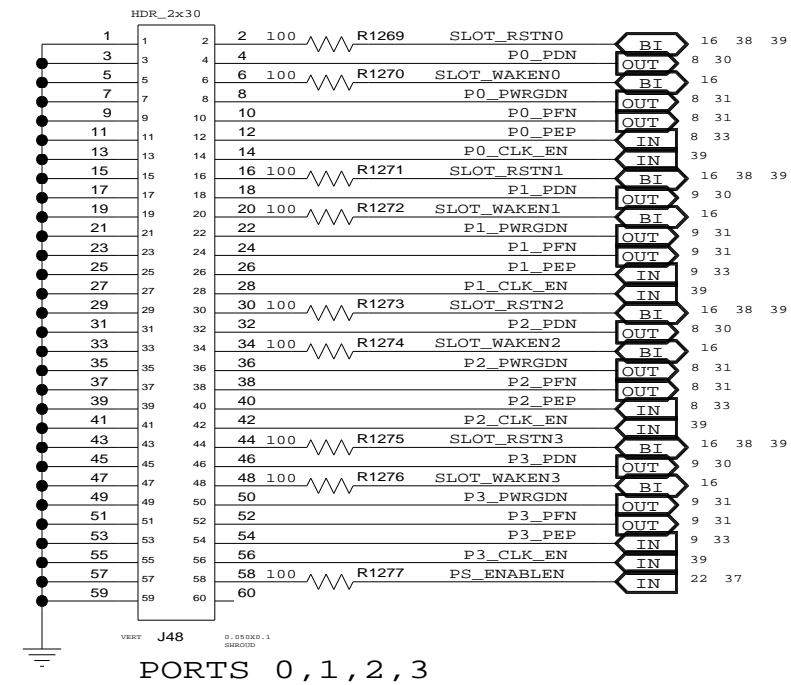 HDR_2x30
1 1 2 2 100 R1269 SLOT_RSTN0 BI 16 38 39
3 3 4 4 P0_PDN OUT 8 30
5 5 6 6 100 R1270 SLOT_WAKEN0 BI 16
7 7 8 8 P0_PWRGDN OUT 8 31
9 9 10 10 P0_PFN OUT 8 31
11 11 12 12 P0_PEP IN 8 33
13 13 14 14 P0_CLK_EN IN 39
15 15 16 16 100 R1271 SLOT_RSTN1 BI 16 38 39
17 17 18 18 P1_PDN OUT 9 30
19 19 20 20 100 R1272 SLOT_WAKEN1 BI 16
21 21 22 22 P1_PWRGDN OUT 9 31
23 23 24 24 P1_PFN OUT 9 31
25 25 26 26 P1_PEP IN 9 33
27 27 28 28 P1_CLK_EN IN 39
29 29 30 30 100 R1273 SLOT_RSTN2 BI 16 38 39
31 31 32 32 P2_PDN OUT 8 30
33 33 34 34 100 R1274 SLOT_WAKEN2 BI 16
35 35 36 36 P2_PWRGDN OUT 8 31
37 37 38 38 P2_PFN OUT 8 31
39 39 40 40 P2_PEP IN 8 33
41 41 42 42 P2_CLK_EN IN 39
43 43 44 44 100 R1275 SLOT_RSTN3 BI 16 38 39
45 45 46 46 P3_PDN OUT 9 30
47 47 48 48 100 R1276 SLOT_WAKEN3 BI 16
49 49 50 50 P3_PWRGDN OUT 9 31
51 51 52 52 P3_PFN OUT 9 31
53 53 54 54 P3_PEP IN 9 33
55 55 56 56 P3_CLK_EN IN 39
57 57 58 58 100 R1277 PS_ENABLEN IN 22 37
59 59 60 60
VERT J48 0.050X0.1
SHROUD
PORTS 0,1,2,3